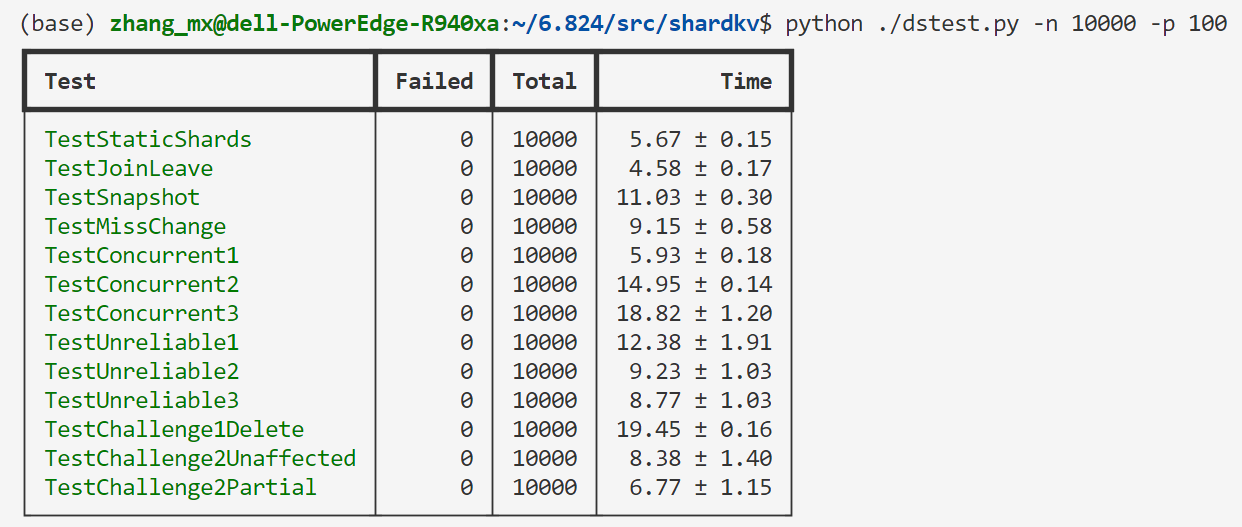 (base) zhang_mx@dell-PowerEdge-R940xa:~/6.824/src/shardkv$ python ./dstest.py -n 10000 -p 100
Test Failed Total Time
TestStaticShards 0 10000 5.67 ± 0.15
TestJoinLeave 0 10000 4.58 ± 0.17
TestSnapshot 0 10000 11.03 ± 0.30
TestMissChange 0 10000 9.15 ± 0.58
TestConcurrent1 0 10000 5.93 ± 0.18
TestConcurrent2 0 10000 14.95 ± 0.14
TestConcurrent3 0 10000 18.82 ± 1.20
TestUnreliable1 0 10000 12.38 ± 1.91
TestUnreliable2 0 10000 9.23 ± 1.03
TestUnreliable3 0 10000 8.77 ± 1.03
TestChallenge1Delete 0 10000 19.45 ± 0.16
TestChallenge2Unaffected 0 10000 8.38 ± 1.40
TestChallenge2Partial 0 10000 6.77 ± 1.15